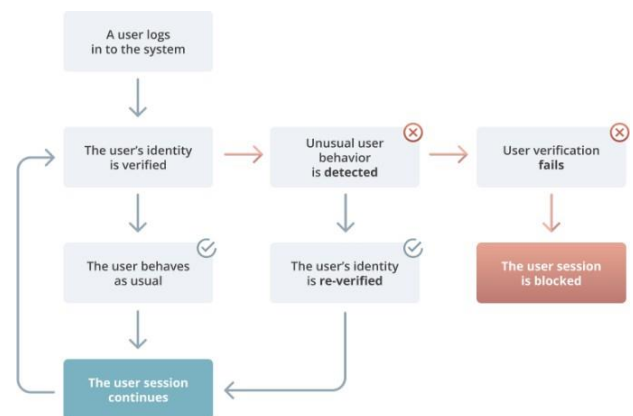 A user logs
in to the system
The user's identity
is verified
Unusual user
behavior
is detected
User verification
fails
The user behaves
as usual
The user's identity
is re-verified
The user session
is blocked
The user session
continues